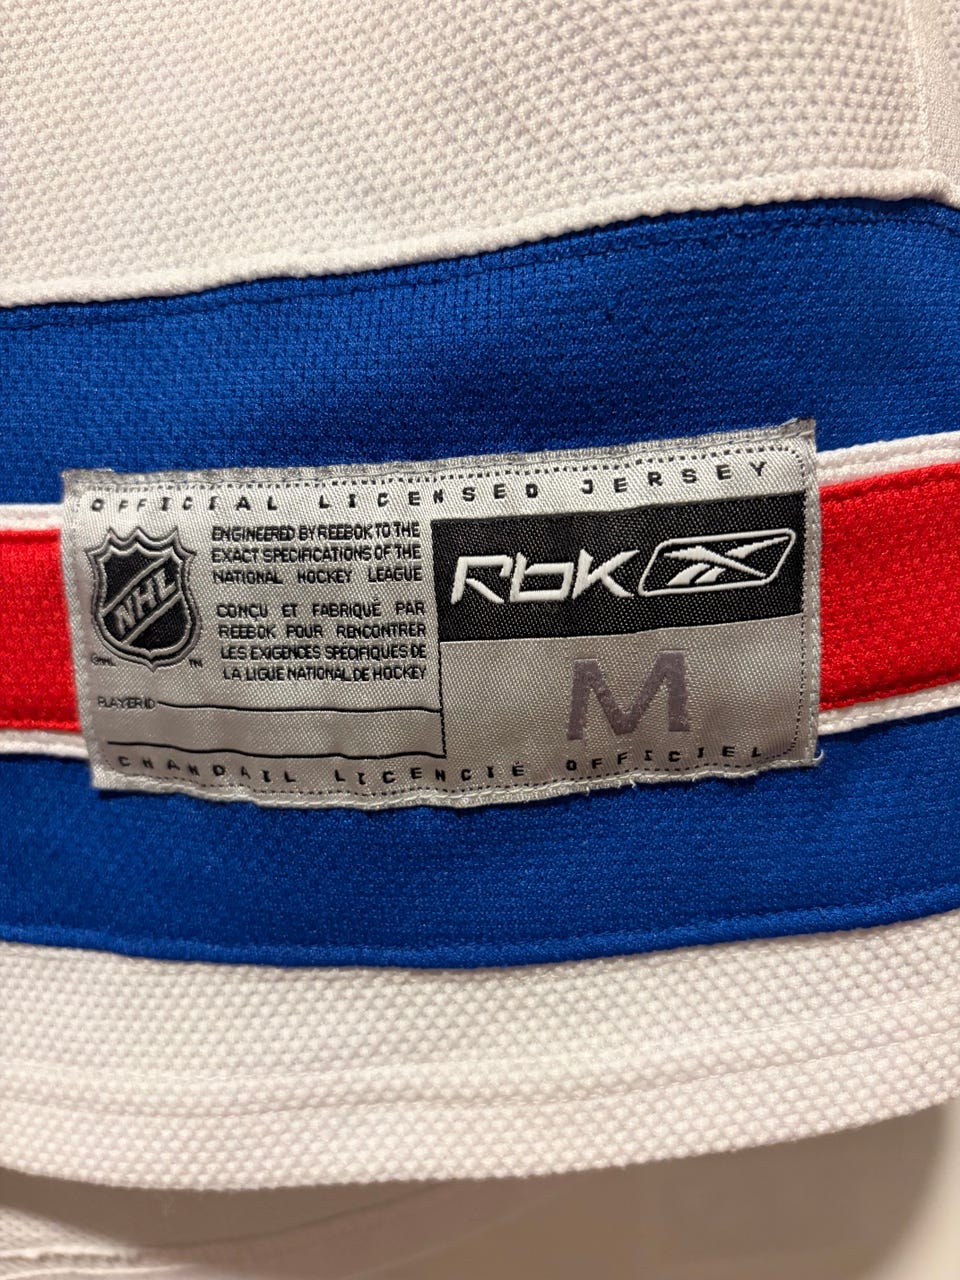 OFFICIAL LICENSED JERSEY
NHL
ENGINEERED BY REEBOK TO THE
EXACT SPECIFICATIONS OF THE
NATIONAL HOCKEY LEAGUE
CONÇU ET FABRIQUÉ PAR
REEBOK POUR RENCONTRER
LES EXIGENCES SPÉCIFIQUES DE
LA LIGUE NATIONAL DE HOCKEY
©NHL TM
Rbk
M
PLAYER ID
CHANDAIL LICENCIÉ OFFICIEL